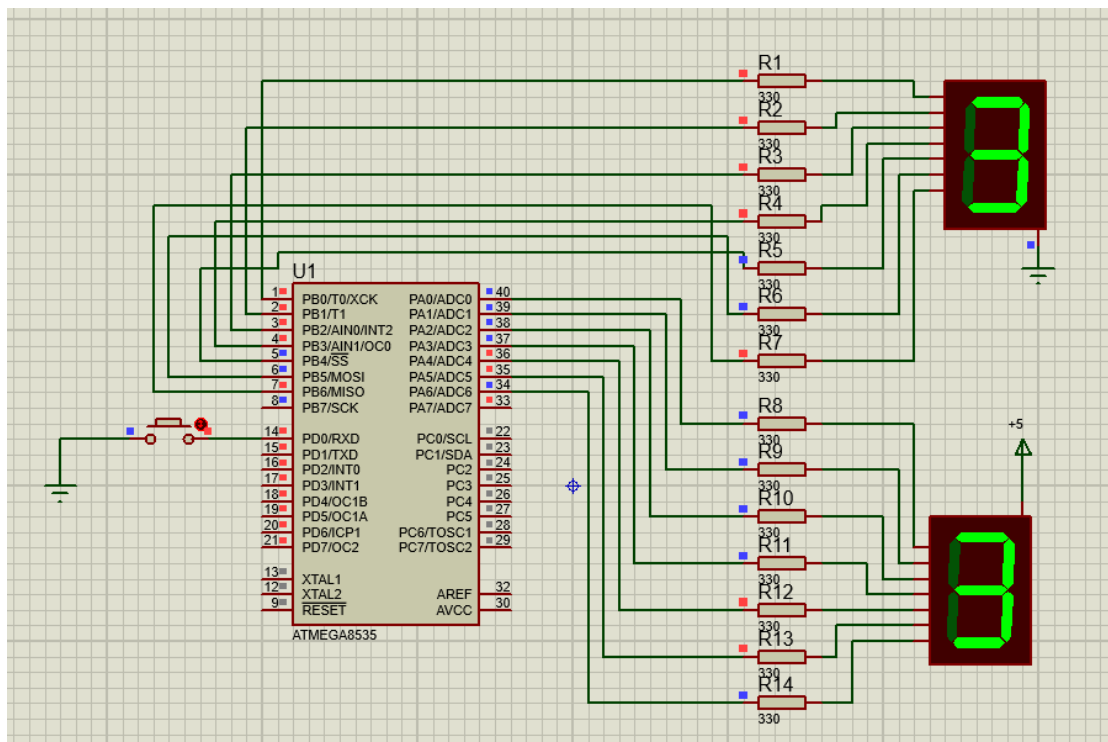 R1
330
R2
330
R3
330
R4
330
R5
330
R6
330
R7
330
U1
1 PB0/T0/XCK PA0/ADC0 40
2 PB1/T1 PA1/ADC1 39
3 PB2/AIN0/INT2 PA2/ADC2 38
4 PB3/AIN1/OC0 PA3/ADC3 37
5 PB4/SS PA4/ADC4 36
6 PB5/MOSI PA5/ADC5 35
7 PB6/MISO PA6/ADC6 34
8 PB7/SCK PA7/ADC7 33
14 PD0/RXD PC0/SCL 22
15 PD1/TXD PC1/SDA 23
16 PD2/INT0 PC2 24
17 PD3/INT1 PC3 25
18 PD4/OC1B PC4 26
19 PD5/OC1A PC5 27
20 PD6/ICP1 PC6/TOSC1 28
21 PD7/OC2 PC7/TOSC2 29
13 XTAL1
12 XTAL2 AREF 32
9 RESET AVCC 30
ATMEGA8535
R8
330
R9
330
R10
330
R11
330
R12
330
R13
330
R14
330
3
+5
3